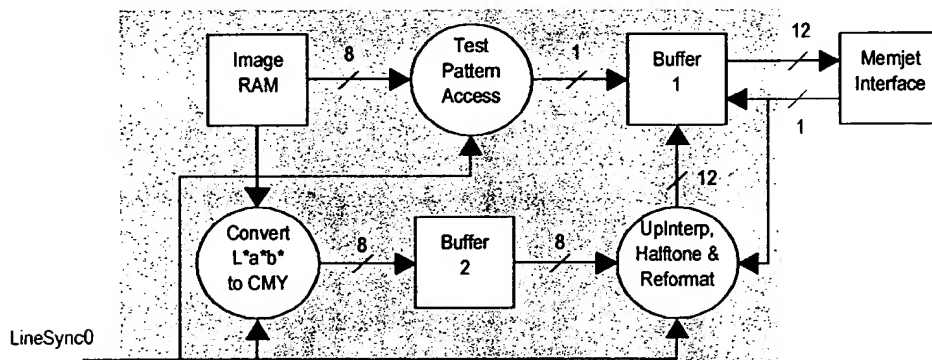 Image
RAM
8
Test
Pattern
Access
1
Buffer
1
12
Memjet
Interface
1
12
Convert
L*a*b*
to CMY
8
Buffer
2
8
UpInterp,
Halftone &
Reformat
LineSync0